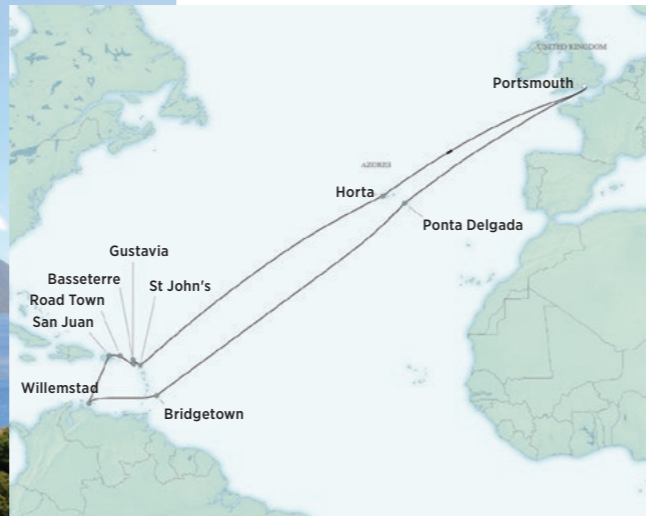 UNITED KINGDOM
Portsmouth
AZORES
Horta
Ponta Delgada
Gustavia
Basseterre
St John's
Road Town
San Juan
Willemstad
Bridgetown